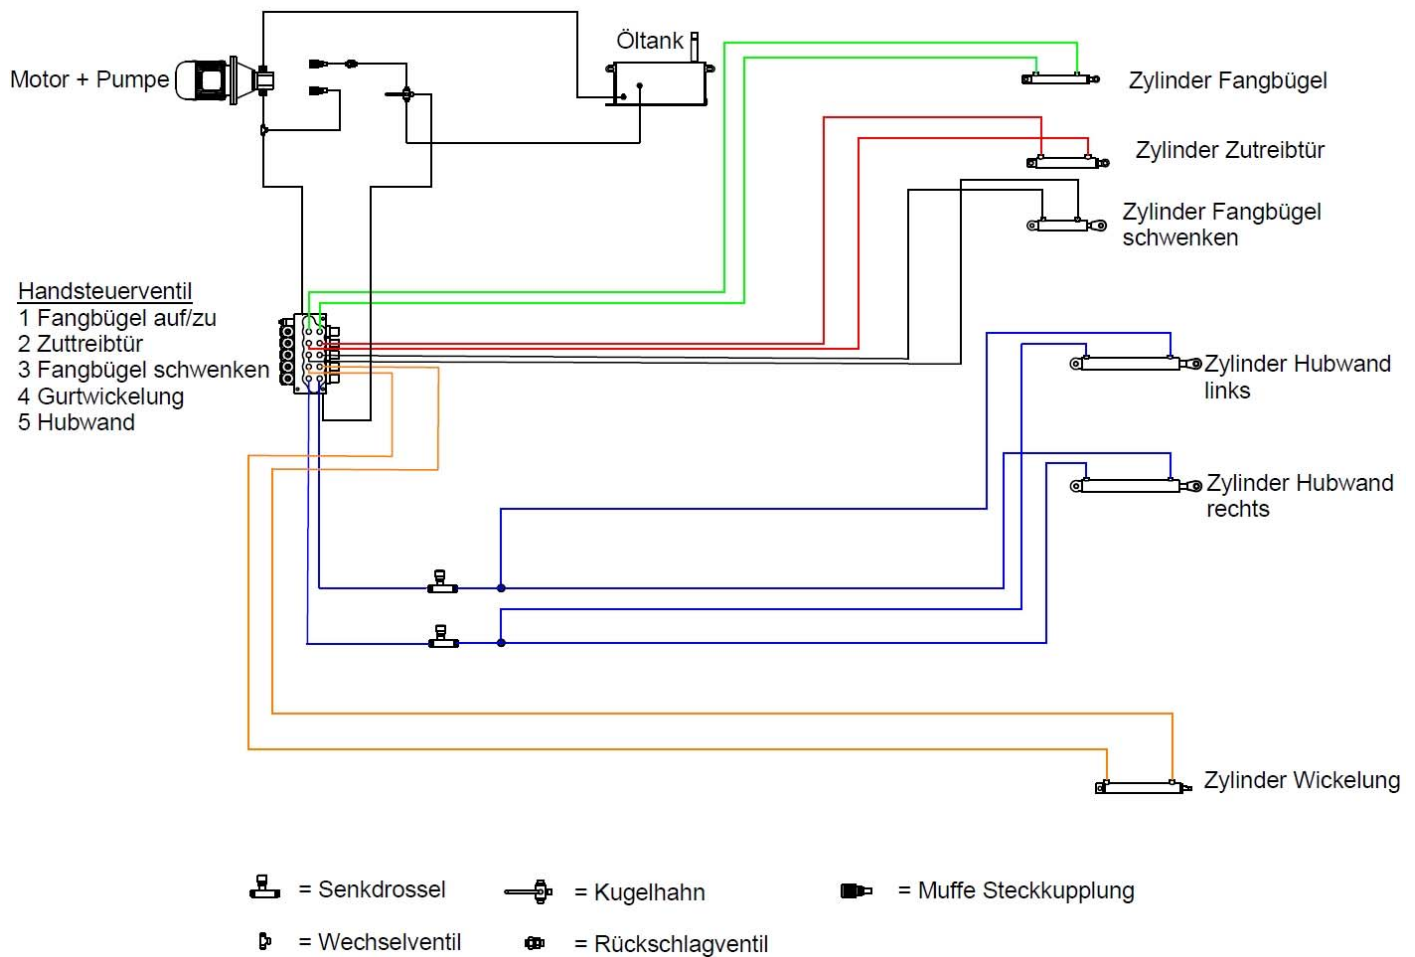 Öltank
Motor + Pumpe
Zylinder Fangbügel
Zylinder Zutreibtür
Zylinder Fangbügel
schwenken
Handsteuerventil
1 Fangbügel auf/zu
2 Zuttreibtür
3 Fangbügel schwenken
4 Gurtwickelung
5 Hubwand
Zylinder Hubwand
links
Zylinder Hubwand
rechts
Zylinder Wickelung
= Senkdrossel
= Kugelhahn
= Muffe Steckkupplung
= Wechselventil
= Rückschlagventil